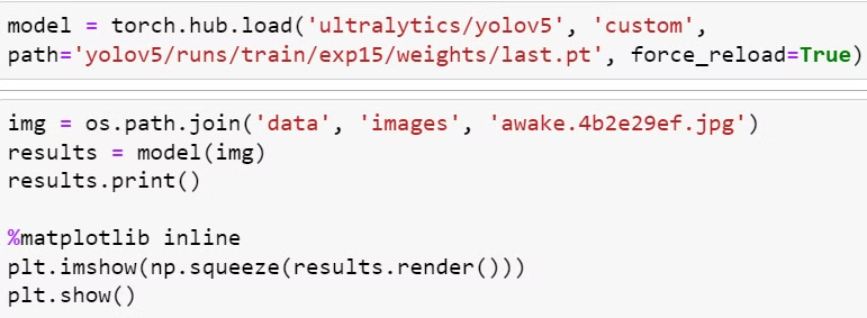 model = torch.hub.load('ultralytics/yolov5', 'custom',
path='yolov5/runs/train/exp15/weights/last.pt', force_reload=True)
img = os.path.join('data', 'images', 'awake.4b2e29ef.jpg')
results = model(img)
results.print()
%matplotlib inline
plt.imshow(np.squeeze(results.render()))
plt.show()